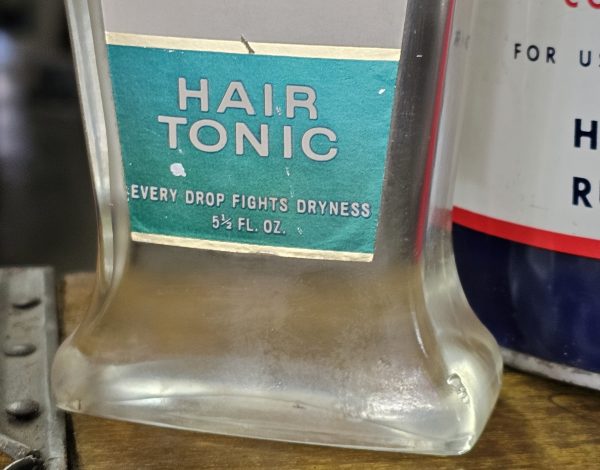 HAIR
TONIC
EVERY DROP FIGHTS DRYNESS
5½ FL. OZ.
FOR
H